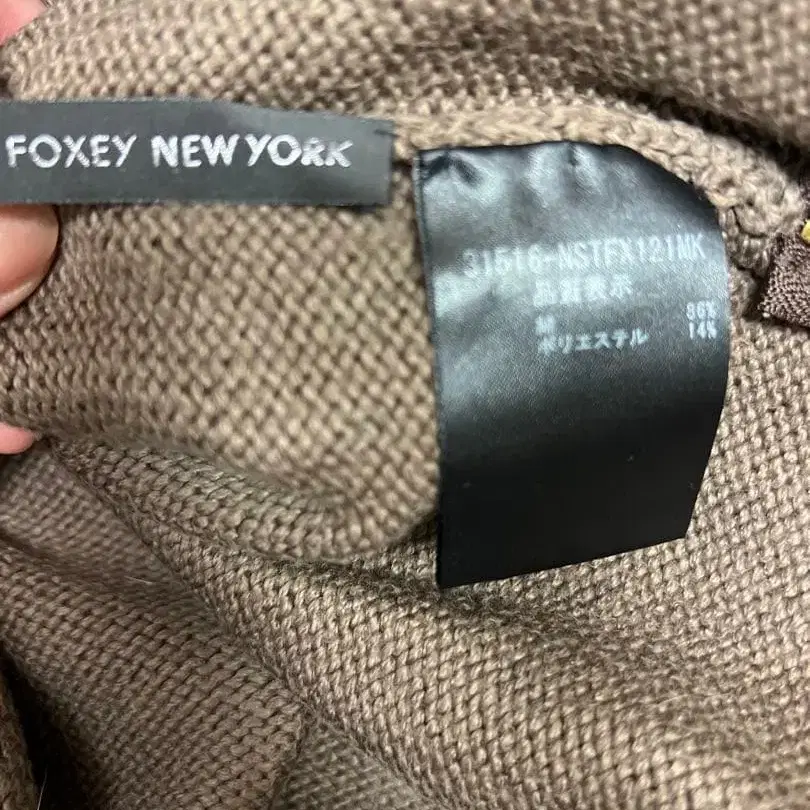 FOXEY NEW YORK
31516-NSTFX121MK
品質表示
綿 86%
ポリエステル 14%